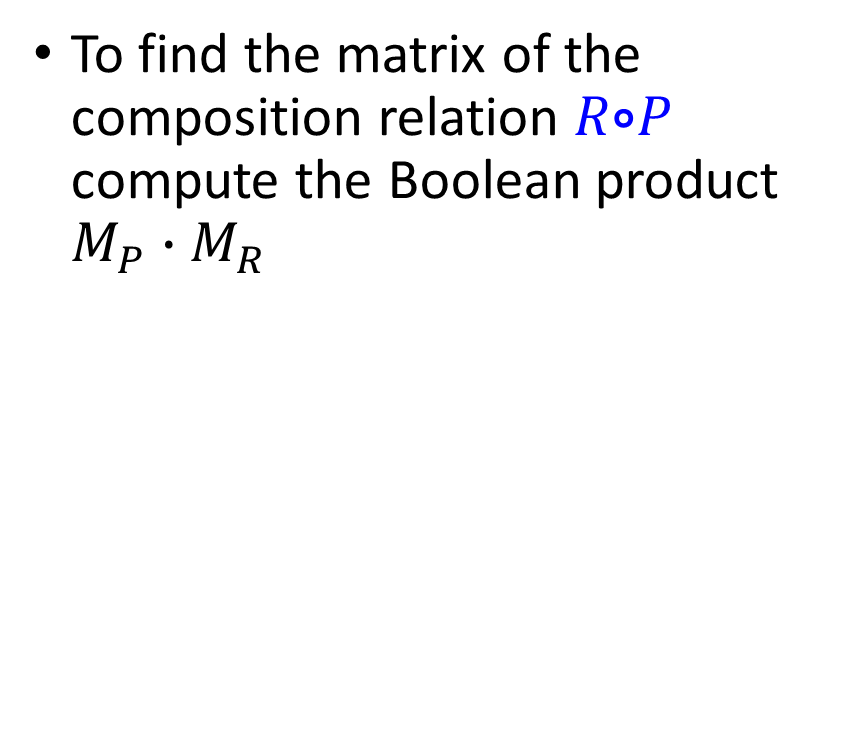 • To find the matrix of the
composition relation R∘P
compute the Boolean product
M_P · M_R